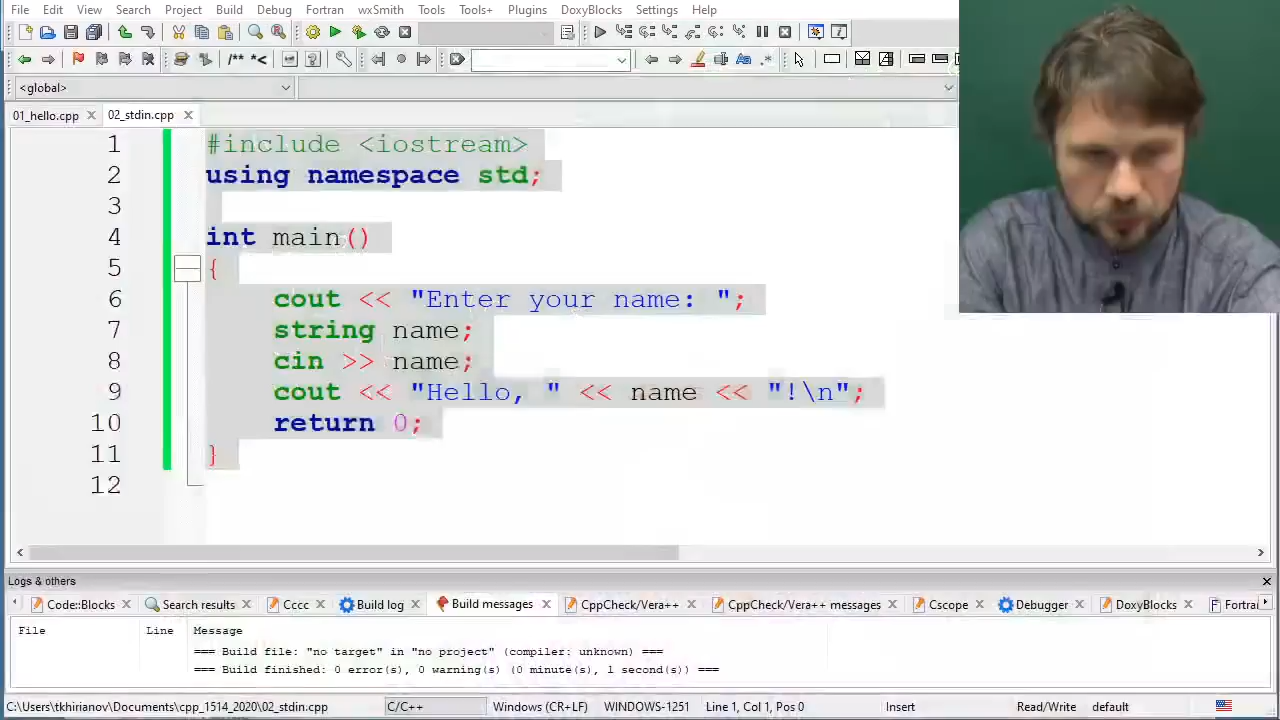 File Edit View Search Project Build Debug Fortran wxSmith Tools Tools+ Plugins DoxyBlocks Settings Help
/** *<
.*
<global>
01_hello.cpp 02_stdin.cpp
1 #include <iostream>
2 using namespace std;
3
4 int main()
5 {
6 cout << "Enter your name: ";
7 string name;
8 cin >> name;
9 cout << "Hello, " << name << "!\n";
10 return 0;
11 }
12
Logs & others
Code::Blocks Search results Cccc Build log Build messages CppCheck/Vera++ CppCheck/Vera++ messages Cscope Debugger DoxyBlocks Fortra
File Line Message
=== Build file: "no target" in "no project" (compiler: unknown) ===
=== Build finished: 0 error(s), 0 warning(s) (0 minute(s), 1 second(s)) ===
C:\Users\tkhirianov\Documents\cpp_1514_2020\02_stdin.cpp C/C++ Windows (CR+LF) WINDOWS-1251 Line 1, Col 1, Pos 0 Insert Read/Write default